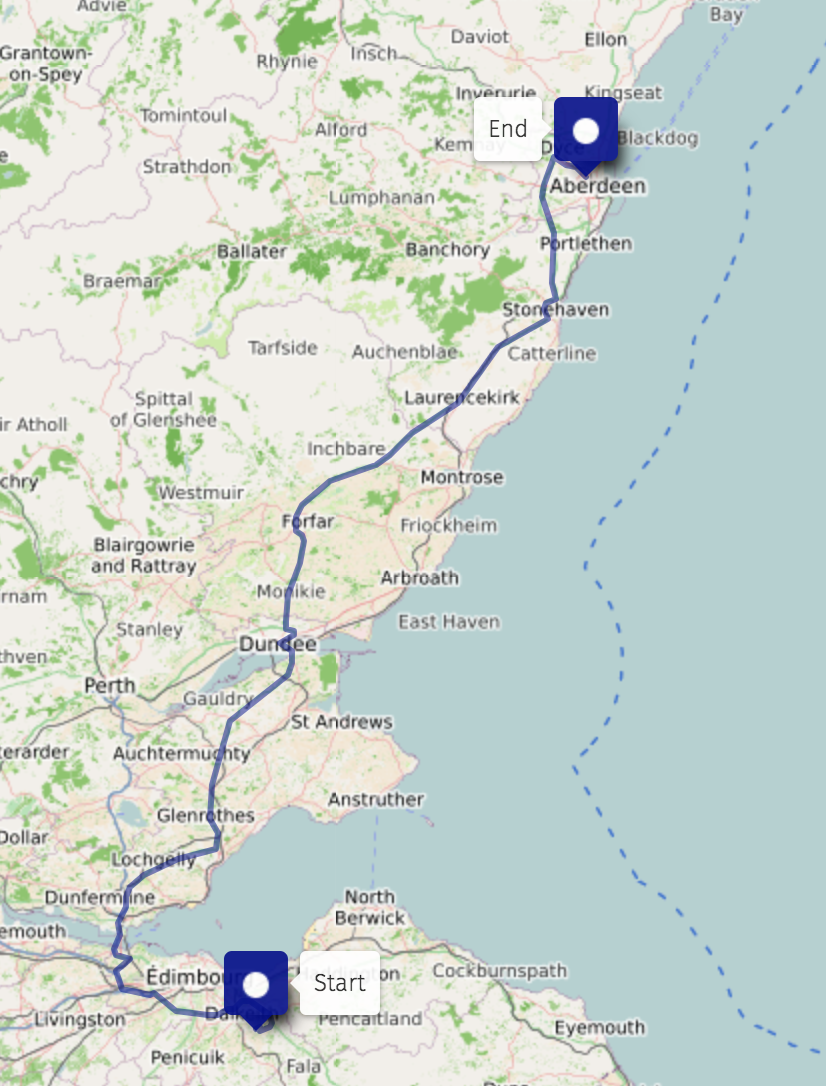 Advie
Bay
Grantown-
on-Spey
Daviot
Ellon
Insch
Rhynie
Inverurie
Kingseat
Tomintoul
Alford
End
Blackdog
Dyce
Strathdon
Aberdeen
Lumphanan
Ballater
Banchory
Portlethen
Braemar
Stonehaven
Tarfside
Auchenblae
Catterline
Spittal
of Glenshee
Laurencekirk
ir Atholl
Inchbare
chry
Westmuir
Montrose
Forfar
Friockheim
Blairgowrie
and Rattray
Arbroath
rnam
Monikie
East Haven
Stanley
Dundee
thven
Perth
Gauldry
St Andrews
terarder
Auchtermuchty
Anstruther
Glenrothes
Dollar
Lochgelly
Dunfermline
North
Berwick
emouth
Édimbou
Start
Cockburnspath
Livingston
Pencaitland
Eyemouth
Penicuik
Fala